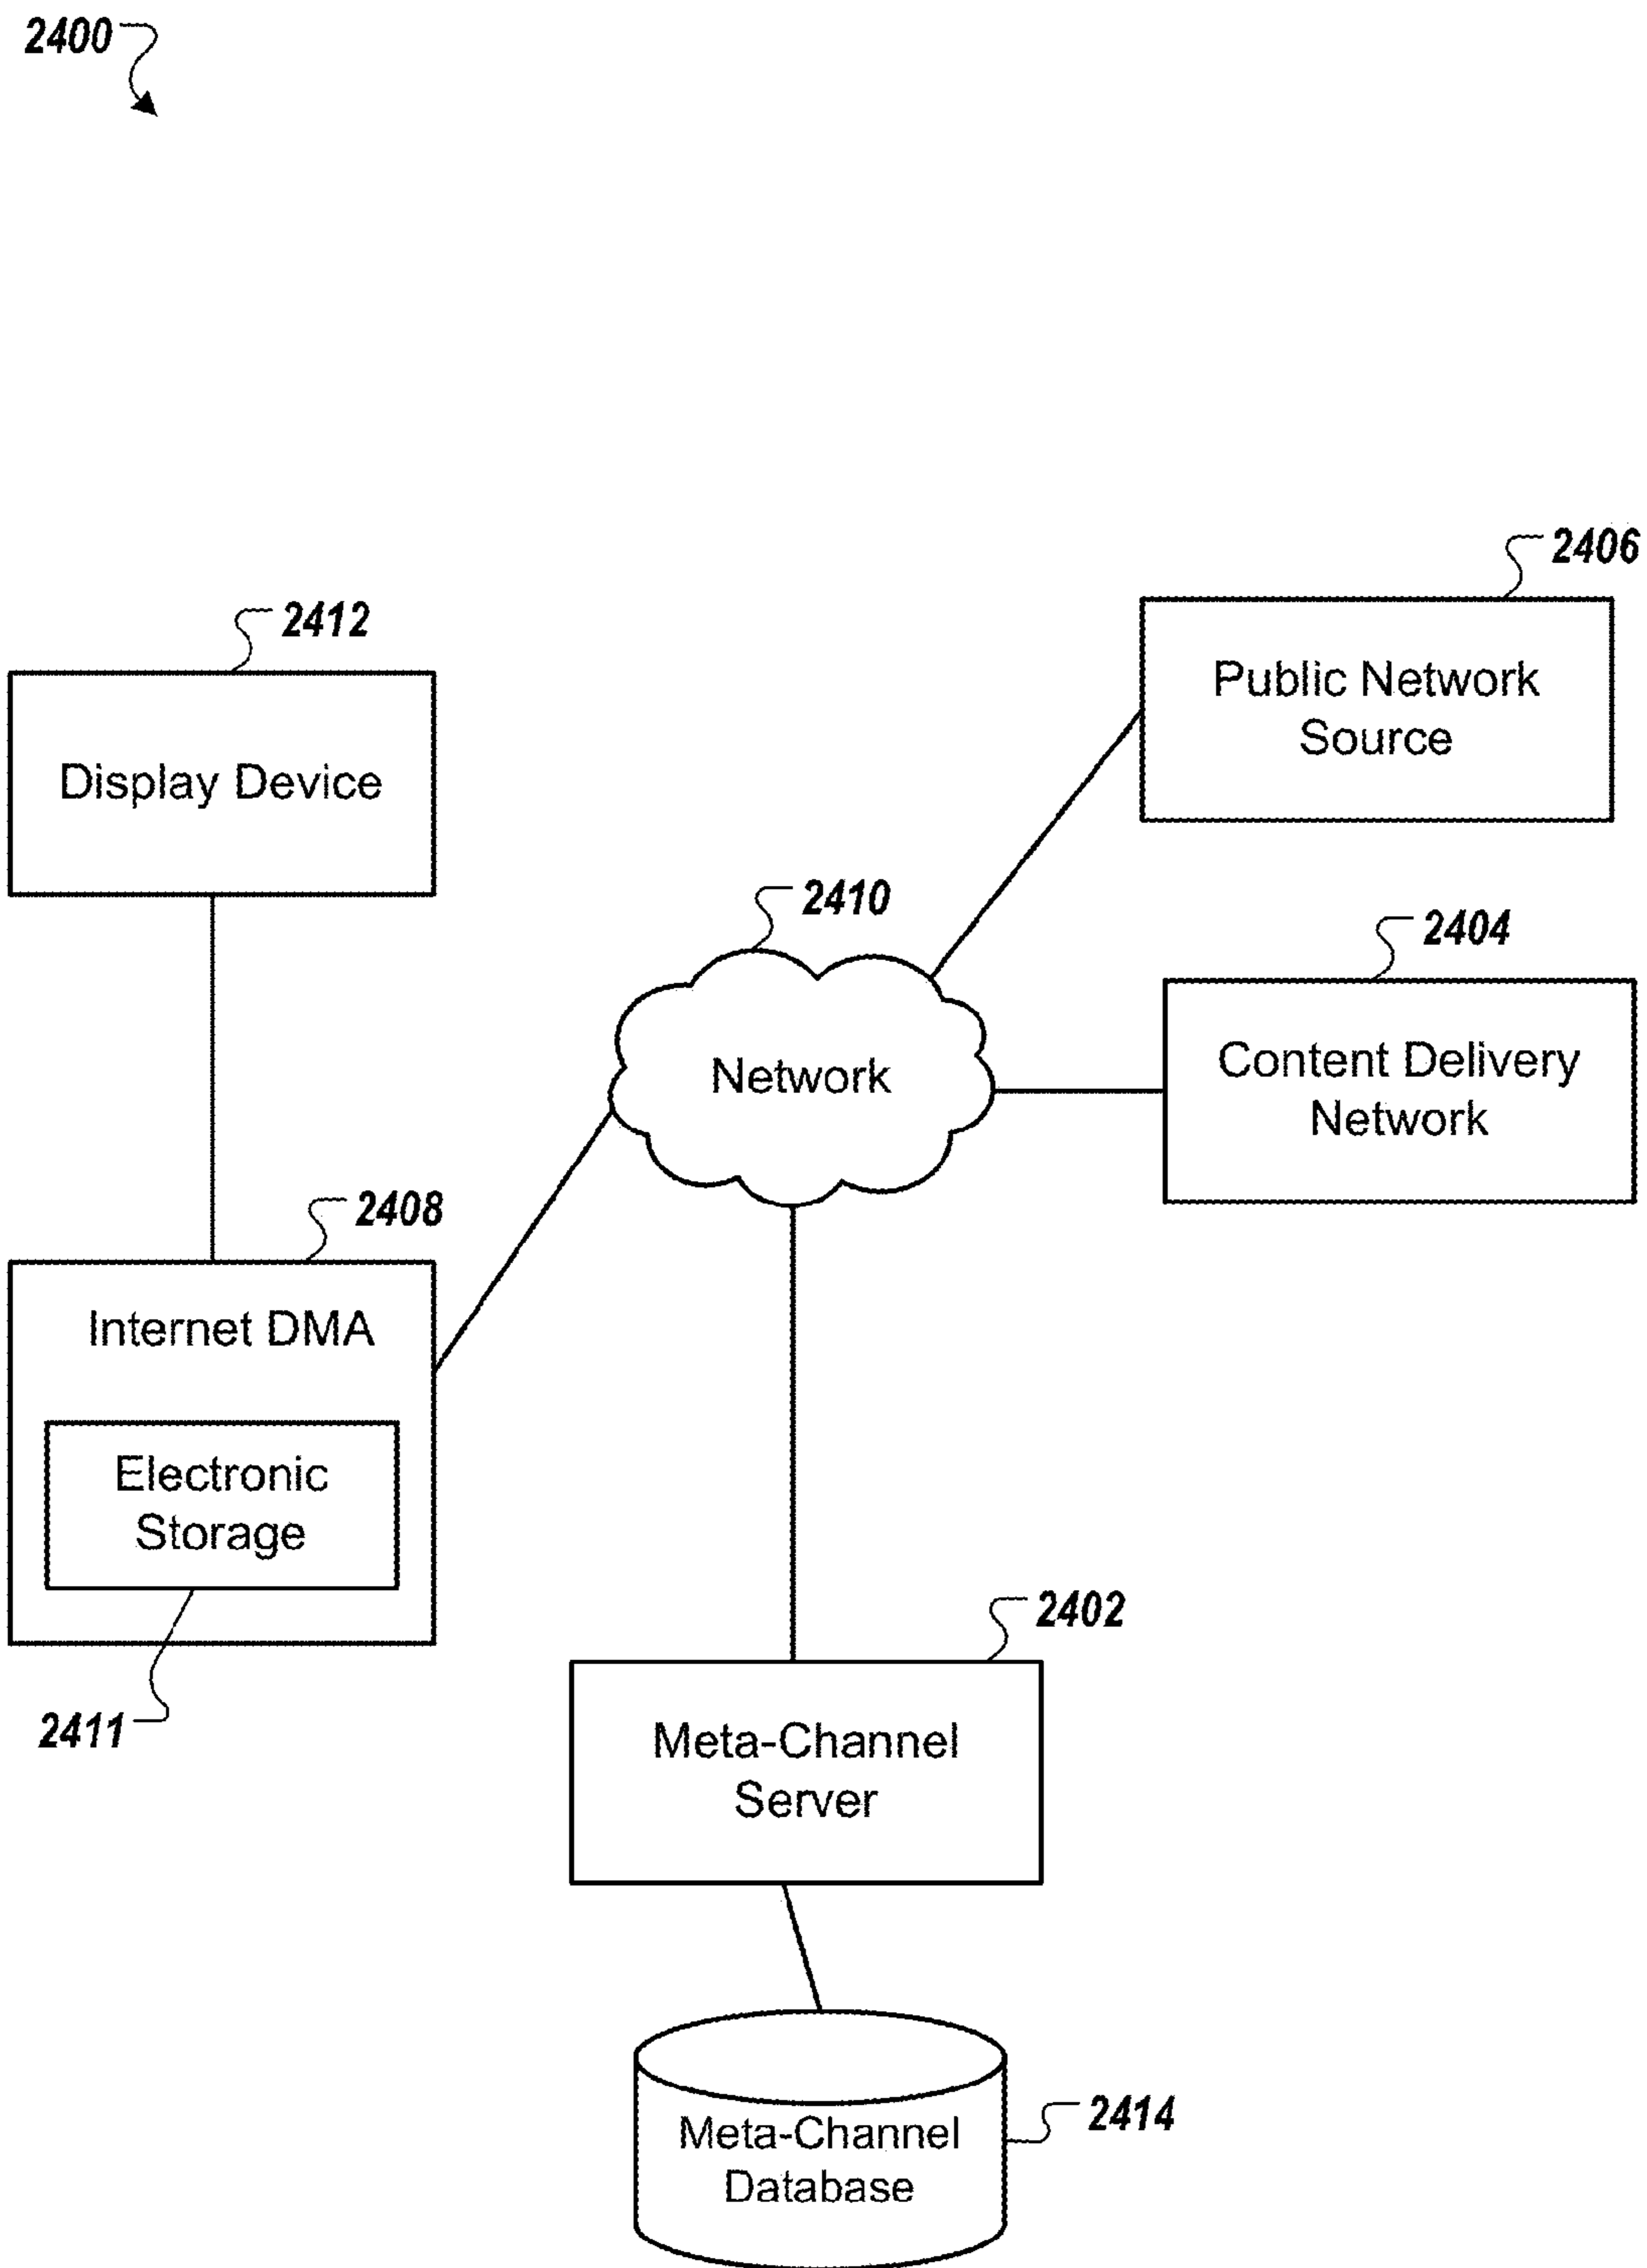 2400
2406
Public Network
Source
2412
Display Device
2410
Network
2404
Content Delivery
Network
2408
Internet DMA
Electronic
Storage
2411
2402
Meta-Channel
Server
Meta-Channel
Database
2414